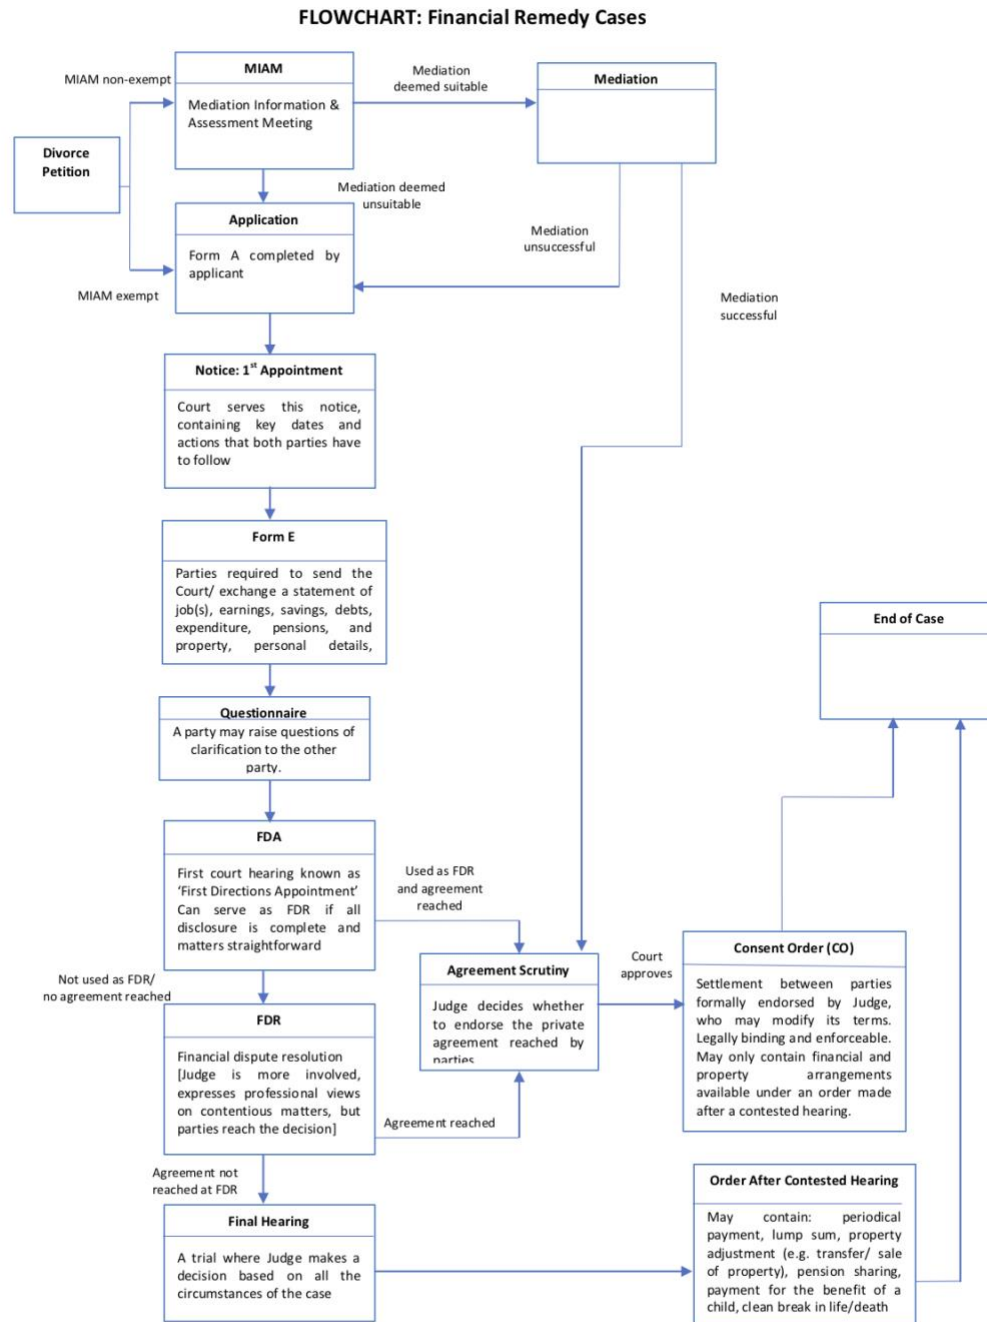 FLOWCHART: Financial Remedy Cases
MIAM non-exempt
MIAM
Mediation Information &
Assessment Meeting
Mediation
deemed suitable
Mediation
Divorce
Petition
Mediation deemed
unsuitable
Application
Form A completed by
applicant
Mediation
unsuccessful
MIAM exempt
Mediation
successful
Notice: 1st Appointment
Court serves this notice,
containing key dates and
actions that both parties have
to follow
Form E
Parties required to send the
Court/ exchange a statement of
job(s), earnings, savings, debts,
expenditure, pensions, and
property, personal details,
End of Case
Questionnaire
A party may raise questions of
clarification to the other
party.
FDA
First court hearing known as
‘First Directions Appointment’
Can serve as FDR if all
disclosure is complete and
matters straightforward
Used as FDR
and agreement
reached
Not used as FDR/
no agreement reached
Agreement Scrutiny
Judge decides whether
to endorse the private
agreement reached by
parties
Court
approves
Consent Order (CO)
Settlement between parties
formally endorsed by Judge,
who may modify its terms.
Legally binding and enforceable.
May only contain financial and
property arrangements
available under an order made
after a contested hearing.
FDR
Financial dispute resolution
[Judge is more involved,
expresses professional views
on contentious matters, but
parties reach the decision]
Agreement reached
Agreement not
reached at FDR
Final Hearing
A trial where Judge makes a
decision based on all the
circumstances of the case
Order After Contested Hearing
May contain: periodical
payment, lump sum, property
adjustment (e.g. transfer/ sale
of property), pension sharing,
payment for the benefit of a
child, clean break in life/death